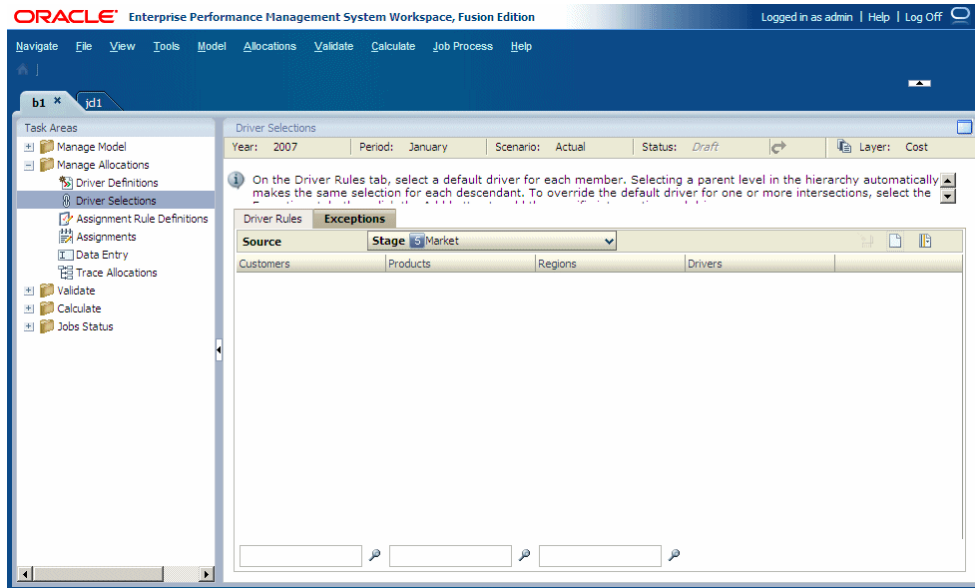 ORACLE® Enterprise Performance Management System Workspace, Fusion Edition
Logged in as admin | Help | Log Off
Navigate File View Tools Model Allocations Validate Calculate Job Process Help
b1 jd1
Task Areas
Manage Model
Manage Allocations
Driver Definitions
Driver Selections
Assignment Rule Definitions
Assignments
Data Entry
Trace Allocations
Validate
Calculate
Jobs Status
Driver Selections
Year: 2007 Period: January Scenario: Actual Status: Draft Layer: Cost
On the Driver Rules tab, select a default driver for each member. Selecting a parent level in the hierarchy automatically
makes the same selection for each descendant. To override the default driver for one or more intersections, select the
Driver Rules Exceptions
Source Stage 5 Market
Customers Products Regions Drivers